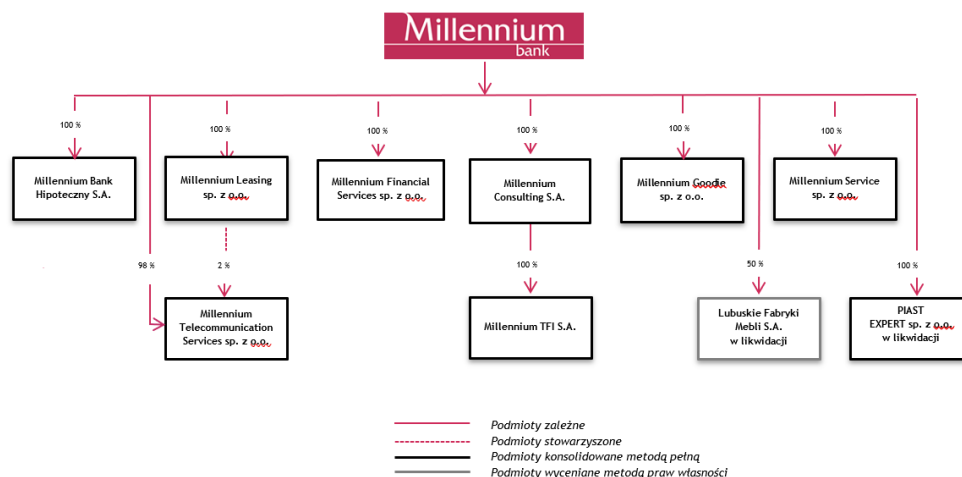 Millennium
bank
100 %
100 %
100 %
100 %
100 %
100 %
Millennium Bank
Hipoteczny S.A.
Millennium Leasing
sp. z o.o.
Millennium Financial
Services sp. z o.o.
Millennium
Consulting S.A.
Millennium Goodie
sp. z o.o.
Millennium Service
sp. z o.o.
98 %
2 %
100 %
50 %
100 %
Millennium
Telecommunication
Services sp. z o.o.
Millennium TFI S.A.
Lubuskie Fabryki
Mebli S.A.
w likwidacji
PIAST
EXPERT sp. z o.o.
w likwidacji
Podmioty zależne
Podmioty stowarzyszone
Podmioty konsolidowane metodą pełną
Podmioty wyceniane metodą praw własności